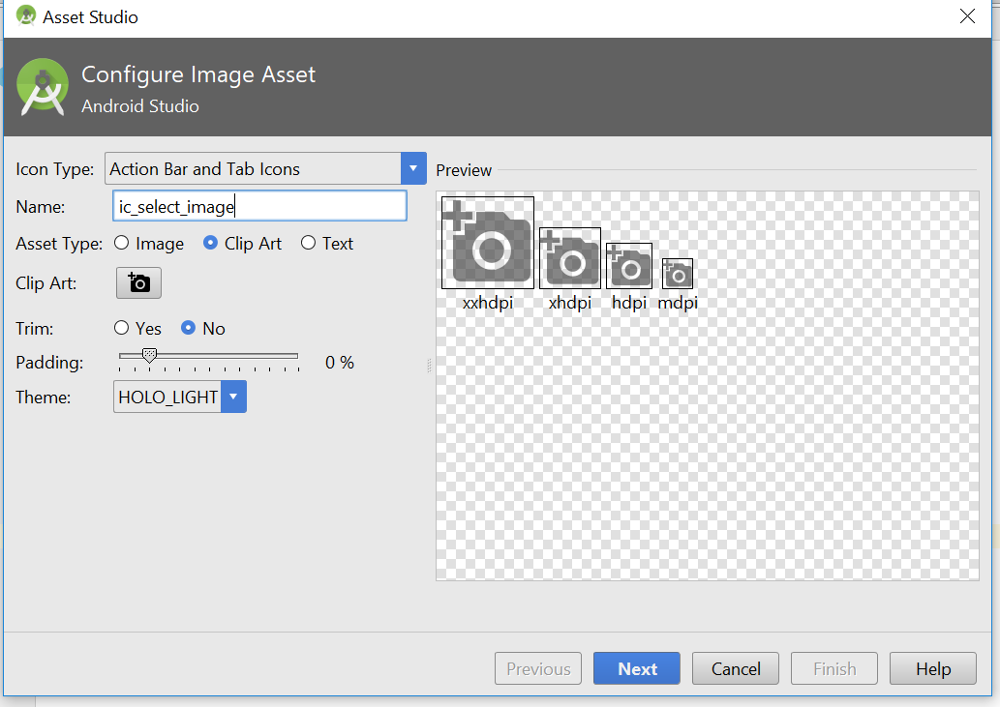 Asset Studio
Configure Image Asset
Android Studio
Icon Type: Action Bar and Tab Icons
Name: ic_select_image
Asset Type: Image Clip Art Text
Clip Art:
Trim: Yes No
Padding: 0 %
Theme: HOLO_LIGHT
Preview
xxhdpi xhdpi hdpi mdpi
Previous Next Cancel Finish Help